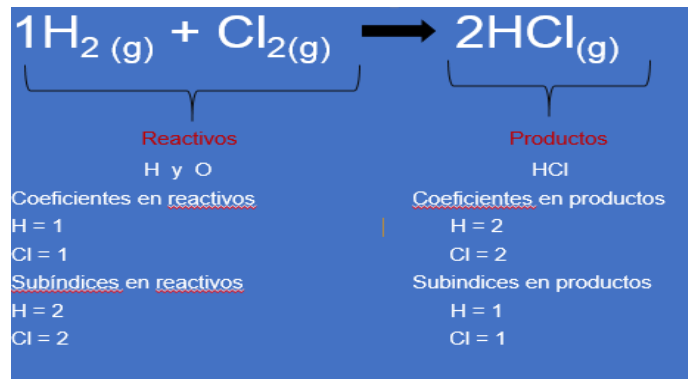 1H₂ (g) + Cl₂(g) → 2HCl(g)
Reactivos
Productos
H y O
HCl
Coeficientes en reactivos
Coeficientes en productos
H = 1
H = 2
Cl = 1
Cl = 2
Subíndices en reactivos
Subindices en productos
H = 2
H = 1
Cl = 2
Cl = 1